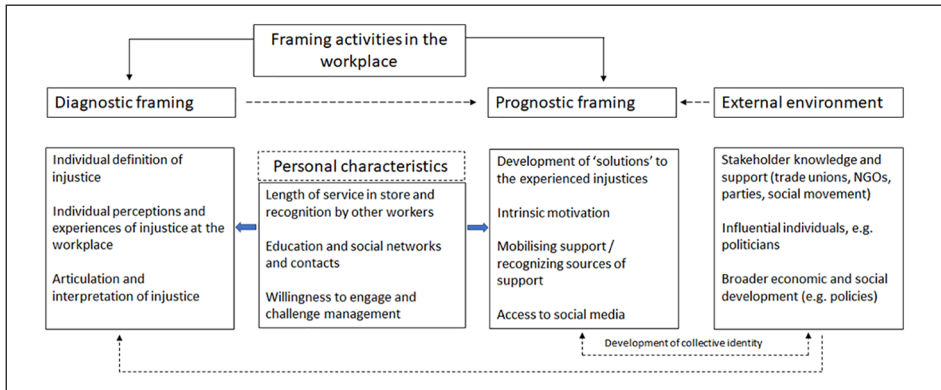 Framing activities in the
workplace
Diagnostic framing
Prognostic framing
External environment
Individual definition of
injustice
Individual perceptions and
experiences of injustice at the
workplace
Articulation and
interpretation of injustice
Personal characteristics
Length of service in store and
recognition by other workers
Education and social networks
and contacts
Willingness to engage and
challenge management
Development of ‘solutions’ to
the experienced injustices
Intrinsic motivation
Mobilising support /
recognizing sources of
support
Access to social media
Stakeholder knowledge and
support (trade unions, NGOs,
parties, social movement)
Influential individuals, e.g.
politicians
Broader economic and social
development (e.g. policies)
Development of collective identity